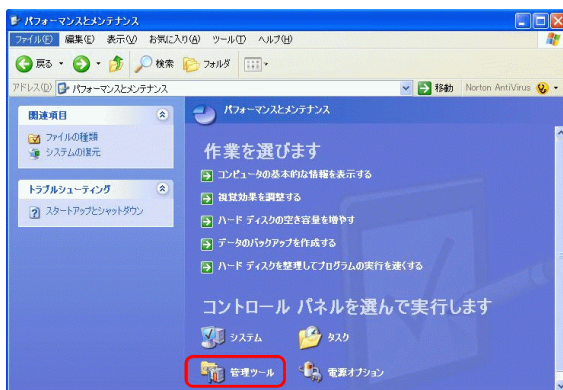 パフォーマンスとメンテナンス
ファイル(F) 編集(E) 表示(V) お気に入り(A) ツール(T) ヘルプ(H)
戻る 検索 フォルダ
アドレス(D) パフォーマンスとメンテナンス 移動 Norton AntiVirus
関連項目
ファイルの種類
システムの復元
トラブルシューティング
スタートアップとシャットダウン
パフォーマンスとメンテナンス
作業を選びます
コンピュータの基本的な情報を表示する
視覚効果を調整する
ハード ディスクの空き容量を増やす
データのバックアップを作成する
ハード ディスクを整理してプログラムの実行を速くする
コントロール パネルを選んで実行します
システム タスク
管理ツール 電源オプション